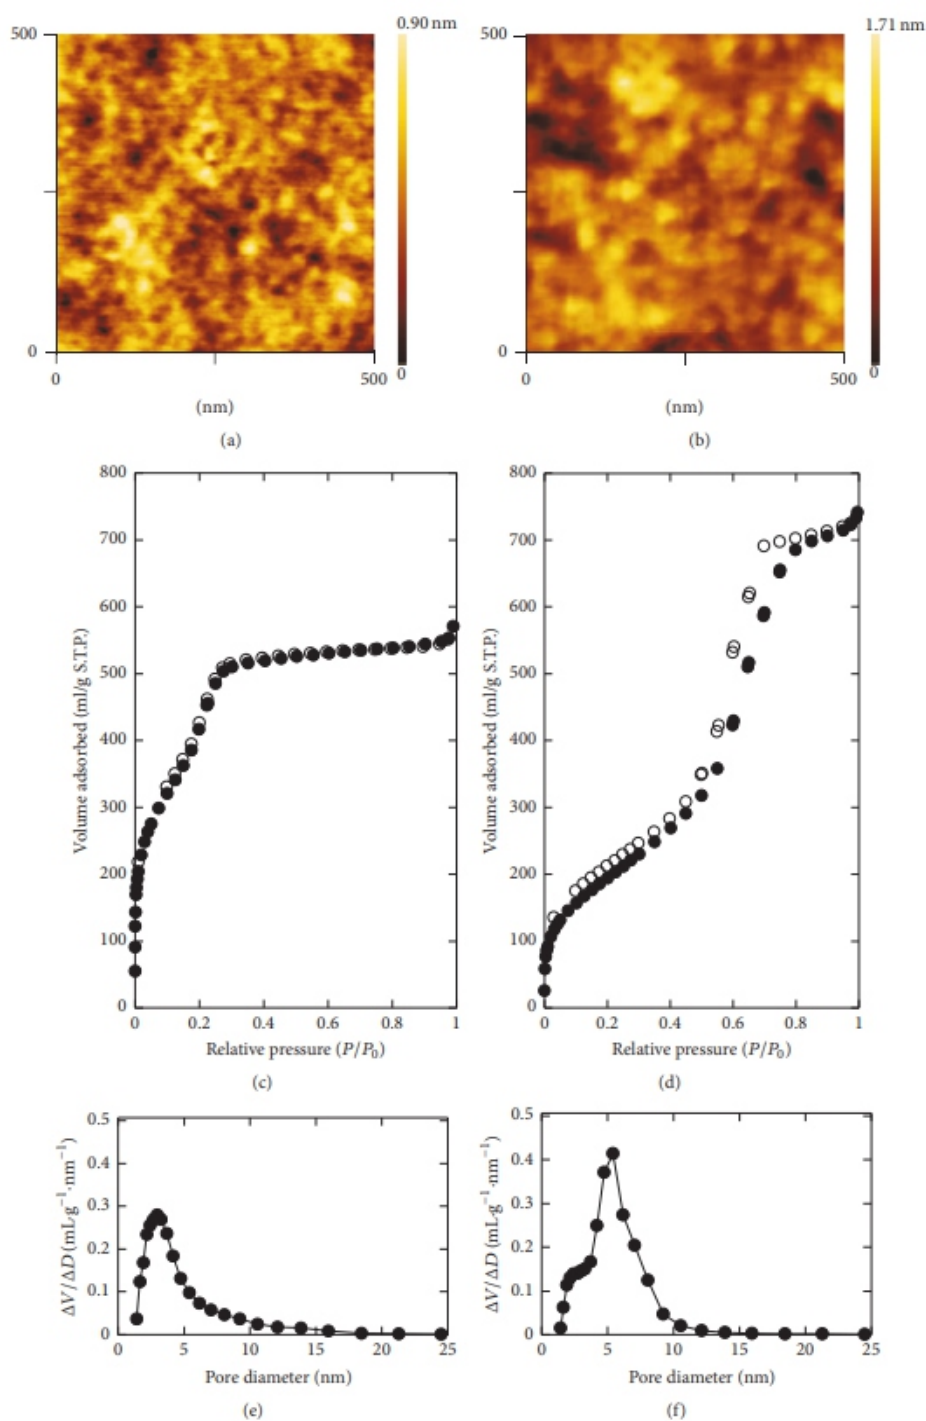 0.90 nm
1.71 nm
500
500
0
0
0
500
0
0
500
0
(nm)
(nm)
(a)
(b)
800
700
600
500
400
300
200
100
0
Volume adsorbed (ml/g S.T.P.)
0 0.2 0.4 0.6 0.8 1
Relative pressure (P/P₀)
(c)
800
700
600
500
400
300
200
100
0
Volume adsorbed (ml/g S.T.P.)
0 0.2 0.4 0.6 0.8 1
Relative pressure (P/P₀)
(d)
0.5
0.4
0.3
0.2
0.1
0
ΔV/ΔD (mL·g⁻¹·nm⁻¹)
0 5 10 15 20 25
Pore diameter (nm)
(e)
0.5
0.4
0.3
0.2
0.1
0
ΔV/ΔD (mL·g⁻¹·nm⁻¹)
0 5 10 15 20 25
Pore diameter (nm)
(f)